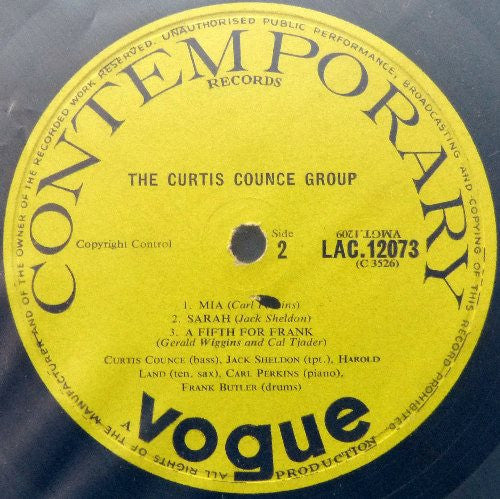 ALL RIGHTS OF THE MANUFACTURER AND OF THE OWNER OF THE RECORDED WORK RESERVED. UNAUTHORISED PUBLIC PERFORMANCE, BROADCASTING AND COPYING OF THIS RECORD PROHIBITED.
CONTEMPORARY
RECORDS
THE CURTIS COUNCE GROUP
Copyright Control
Side
2
VMGT.1209
LAC.12073
(C 3526)
1. MIA (Carl Perkins)
2. SARAH (Jack Sheldon)
3. A FIFTH FOR FRANK
(Gerald Wiggins and Cal Tjader)
CURTIS COUNCE (bass), JACK SHELDON (tpt.), HAROLD
LAND (ten. sax), CARL PERKINS (piano),
FRANK BUTLER (drums)
A
vogue
PRODUCTION